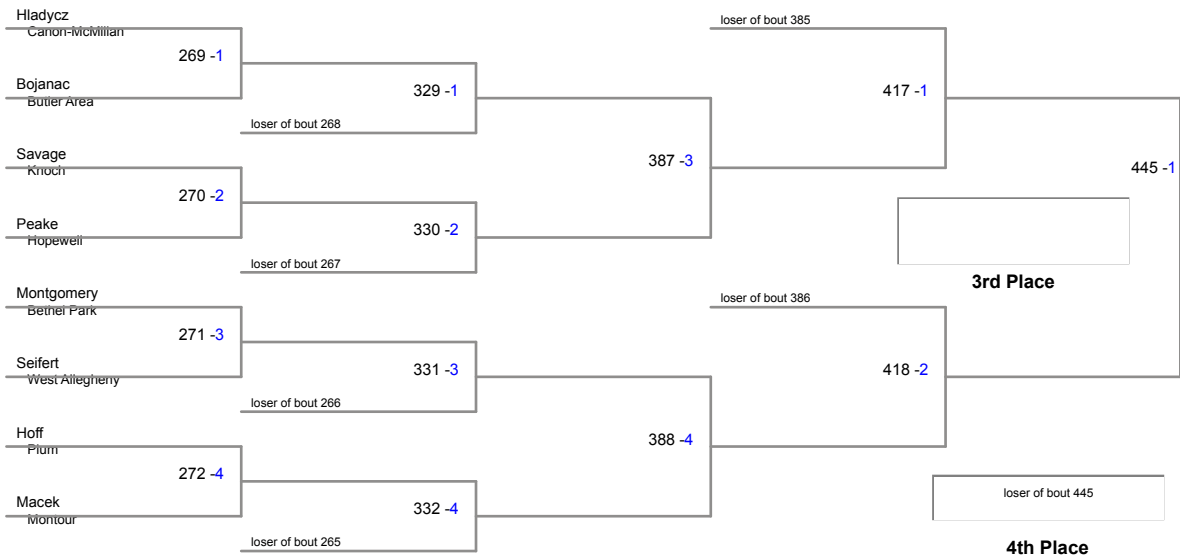 Hladycz
Canon-McMillan
269 -1
Bojanac
Butler Area
329 -1
loser of bout 268
Savage
Knoch
270 -2
Peake
Hopewell
330 -2
loser of bout 267
387 -3
loser of bout 385
417 -1
445 -1
3rd Place
Montgomery
Bethel Park
271 -3
Seifert
West Allegheny
331 -3
loser of bout 266
Hoff
Plum
272 -4
Macek
Montour
332 -4
loser of bout 265
388 -4
loser of bout 386
418 -2
loser of bout 445
4th Place